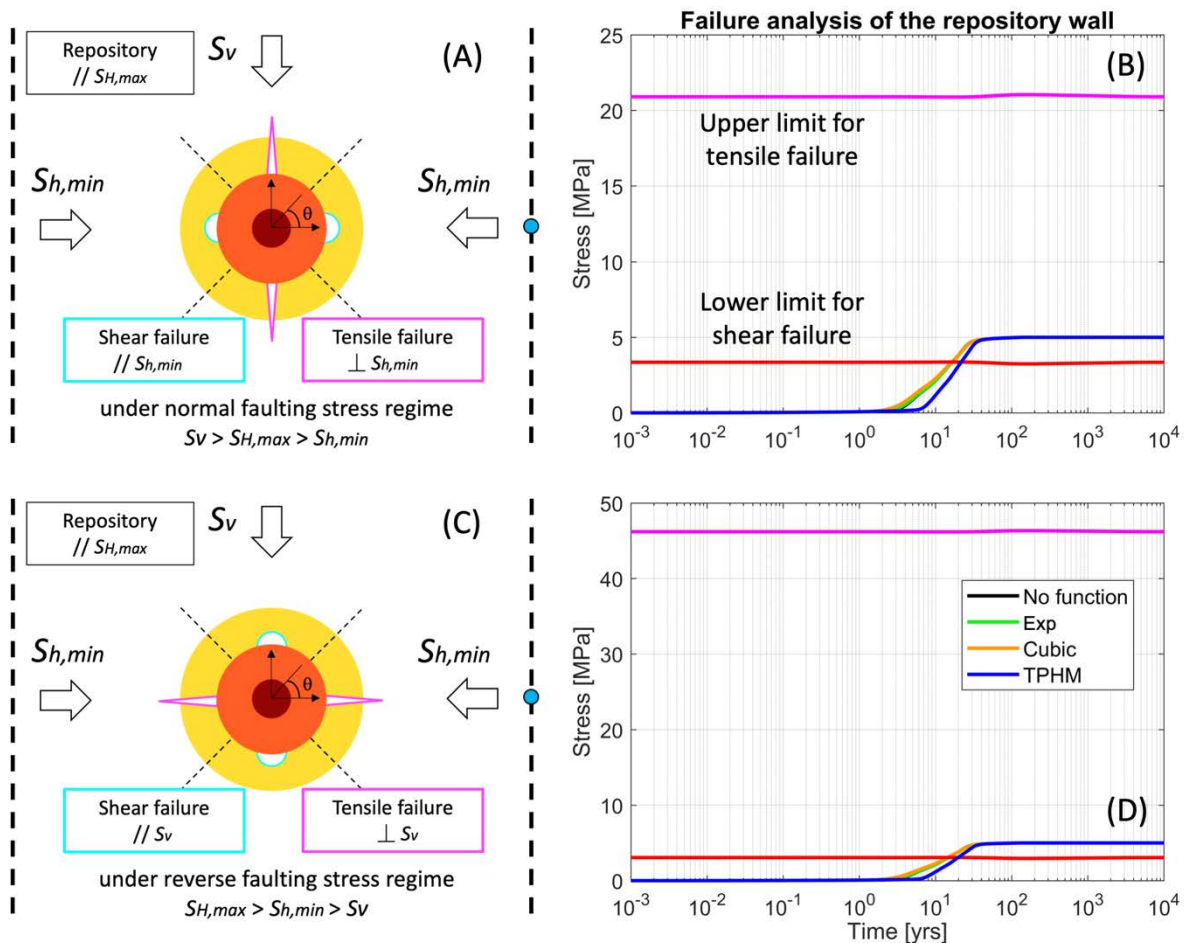 Repository
// SH,max
Sv
(A)
Sh,min
Sh,min
θ
Shear failure
// Sh,min
Tensile failure
⊥ Sh,min
under normal faulting stress regime
Sv > SH,max > Sh,min
Failure analysis of the repository wall
(B)
Stress [MPa]
25
20
15
10
5
0
Upper limit for
tensile failure
Lower limit for
shear failure
10⁻³ 10⁻² 10⁻¹ 10⁰ 10¹ 10² 10³ 10⁴
Repository
// SH,max
Sv
(C)
Sh,min
Sh,min
θ
Shear failure
// Sv
Tensile failure
⊥ Sv
under reverse faulting stress regime
SH,max > Sh,min > Sv
Stress [MPa]
50
40
30
20
10
0
No function
Exp
Cubic
TPHM
(D)
10⁻³ 10⁻² 10⁻¹ 10⁰ 10¹ 10² 10³ 10⁴
Time [yrs]